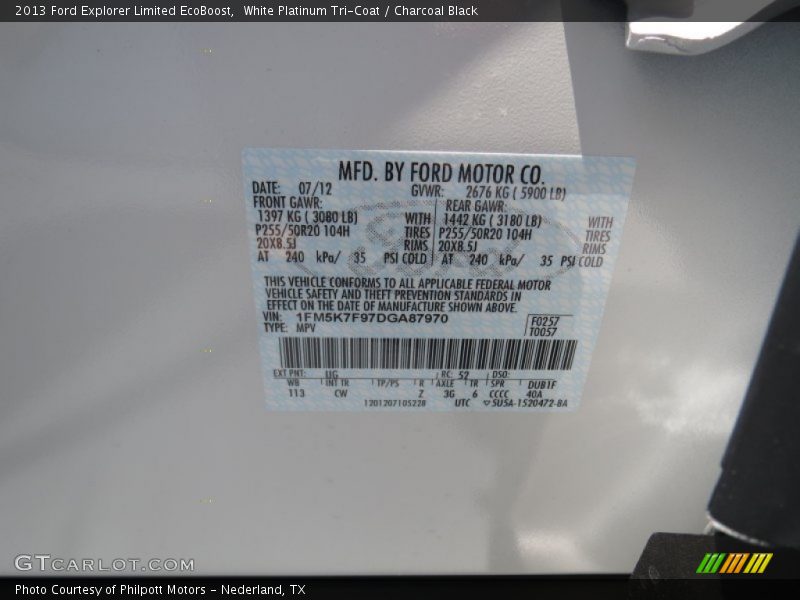 2013 Ford Explorer Limited EcoBoost,  White Platinum Tri-Coat / Charcoal Black
MFD. BY FORD MOTOR CO.
DATE: 07/12 GVWR: 2676 KG ( 5900 LB)
FRONT GAWR: REAR GAWR:
1397 KG ( 3080 LB) WITH 1442 KG ( 3180 LB) WITH
P255/50R20 104H TIRES P255/50R20 104H TIRES
20X8.5J RIMS 20X8.5J RIMS
AT 240 kPa/ 35 PSI COLD AT 240 kPa/ 35 PSI COLD
THIS VEHICLE CONFORMS TO ALL APPLICABLE FEDERAL MOTOR
VEHICLE SAFETY AND THEFT PREVENTION STANDARDS IN
EFFECT ON THE DATE OF MANUFACTURE SHOWN ABOVE.
VIN: 1FM5K7F97DGA87970 F0257
TYPE: MPV T0057
EXT PNT: UG RC: 52 DSO:
WB INT TR TP/PS R AXLE TR SPR DUB1F
113 CW Z 3G 6 CCCC 40A
1201207105228 UTC ▽5U5A-1520472-BA
GTCARLOT.COM
Photo Courtesy of Philpott Motors - Nederland, TX